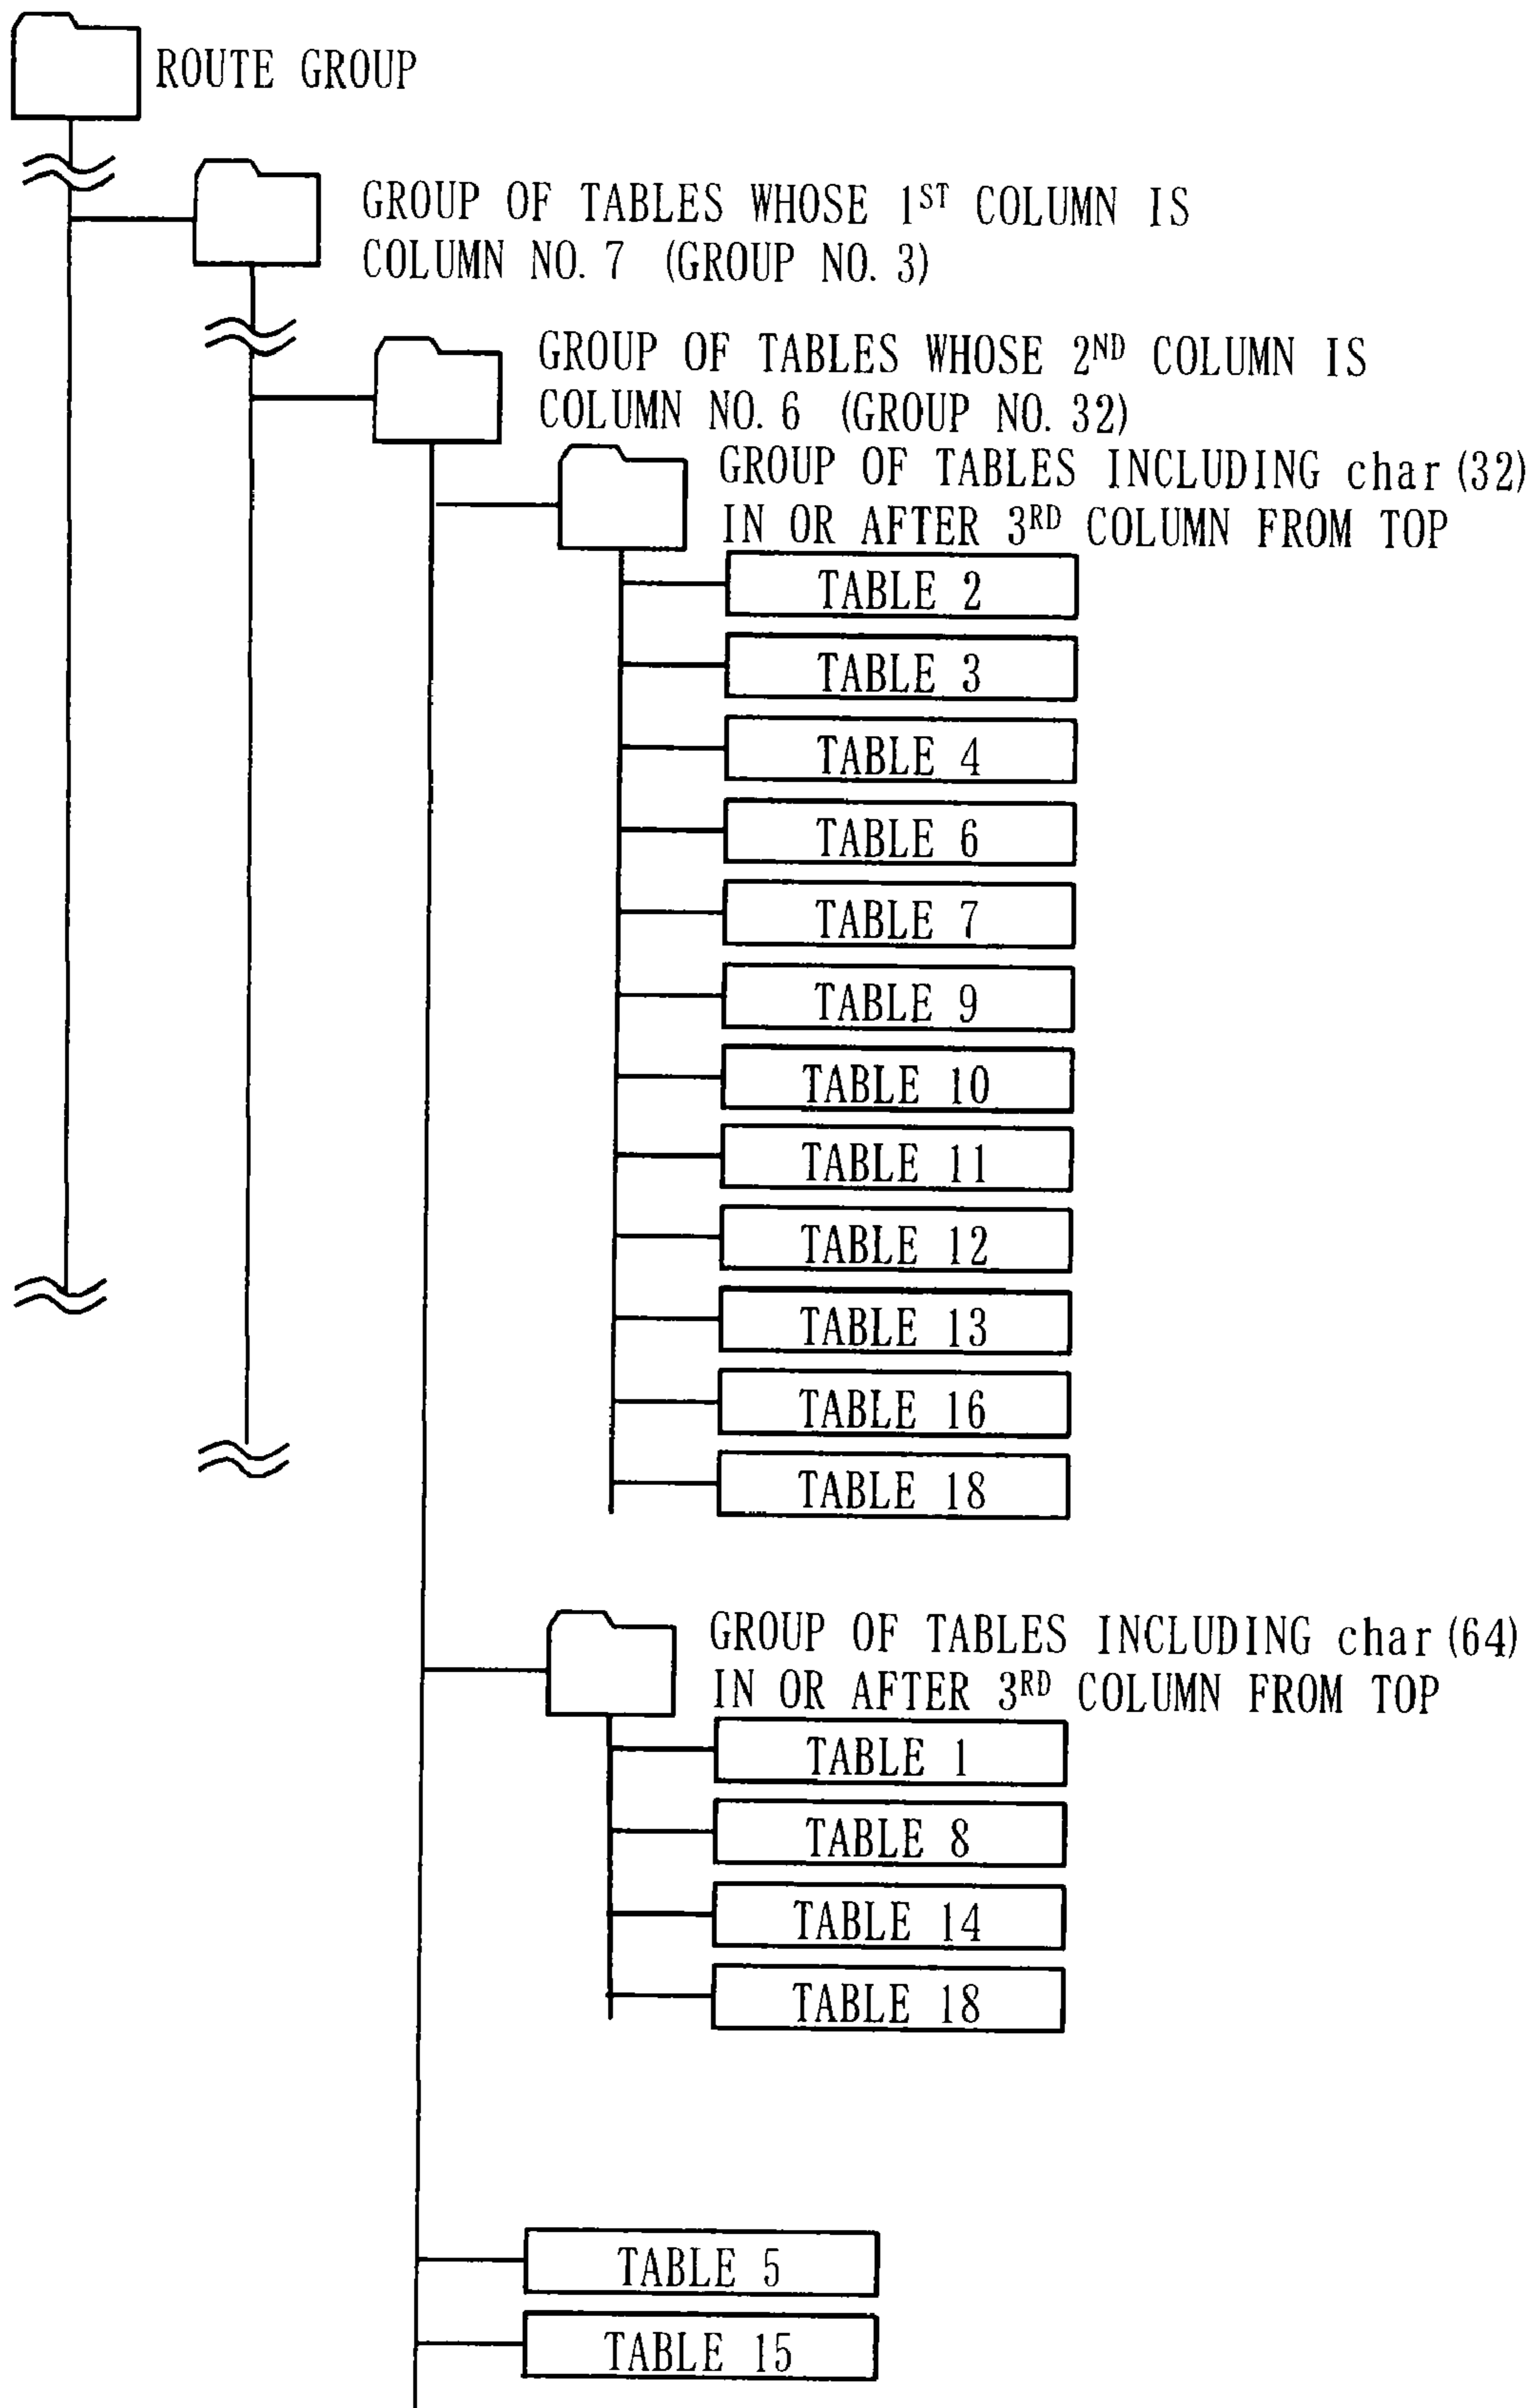 ROUTE GROUP
GROUP OF TABLES WHOSE 1ST COLUMN IS
COLUMN NO. 7 (GROUP NO. 3)
GROUP OF TABLES WHOSE 2ND COLUMN IS
COLUMN NO. 6 (GROUP NO. 32)
GROUP OF TABLES INCLUDING char (32)
IN OR AFTER 3RD COLUMN FROM TOP
TABLE 2
TABLE 3
TABLE 4
TABLE 6
TABLE 7
TABLE 9
TABLE 10
TABLE 11
TABLE 12
TABLE 13
TABLE 16
TABLE 18
GROUP OF TABLES INCLUDING char (64)
IN OR AFTER 3RD COLUMN FROM TOP
TABLE 1
TABLE 8
TABLE 14
TABLE 18
TABLE 5
TABLE 15